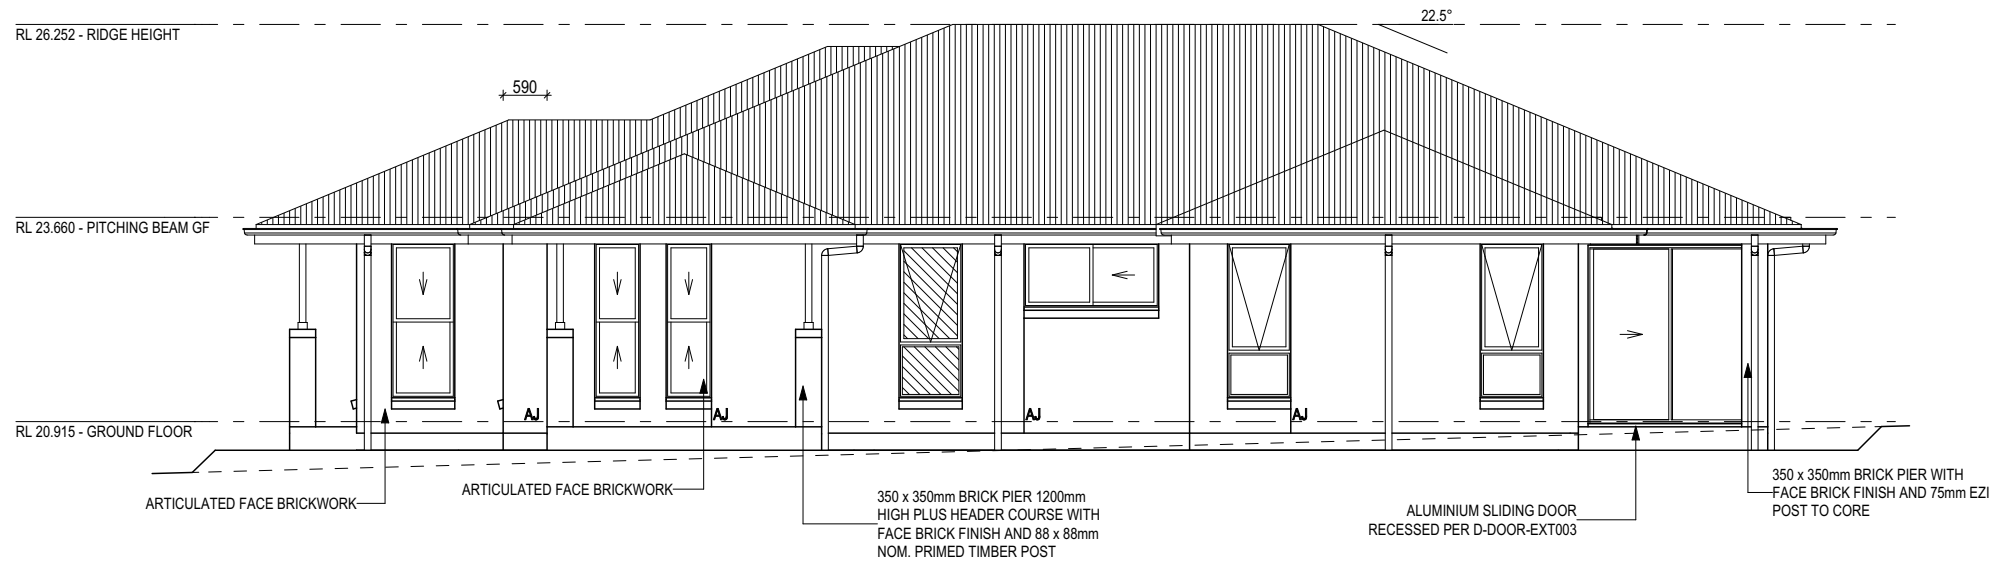 22.5°
RL 26.252 - RIDGE HEIGHT
590
RL 23.660 - PITCHING BEAM GF
AJ
AJ
AJ
AJ
RL 20.915 - GROUND FLOOR
ARTICULATED FACE BRICKWORK
ARTICULATED FACE BRICKWORK
350 x 350mm BRICK PIER 1200mm
HIGH PLUS HEADER COURSE WITH
FACE BRICK FINISH AND 88 x 88mm
NOM. PRIMED TIMBER POST
ALUMINIUM SLIDING DOOR
RECESSED PER D-DOOR-EXT003
350 x 350mm BRICK PIER WITH
FACE BRICK FINISH AND 75mm EZI
POST TO CORE